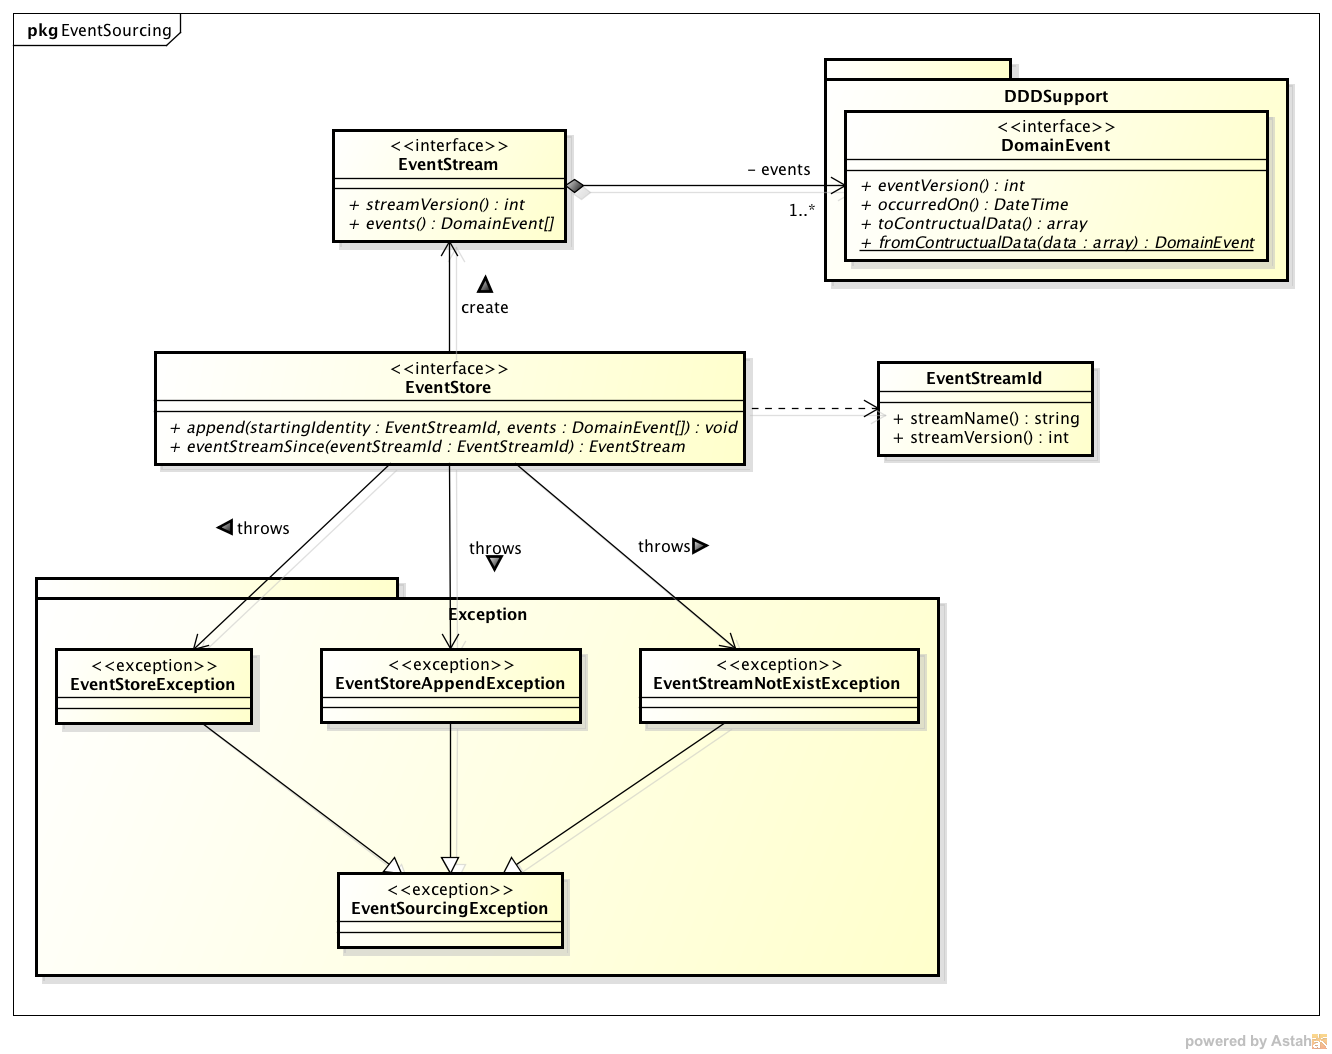 pkg EventSourcing
DDDSupport
<<interface>>
DomainEvent
+ eventVersion() : int
+ occurredOn() : DateTime
+ toContructualData() : array
+ fromContructualData(data : array) : DomainEvent
<<interface>>
EventStream
+ streamVersion() : int
+ events() : DomainEvent[]
- events
1..*
create
<<interface>>
EventStore
+ append(startingIdentity : EventStreamId, events : DomainEvent[]) : void
+ eventStreamSince(eventStreamId : EventStreamId) : EventStream
EventStreamId
+ streamName() : string
+ streamVersion() : int
throws
throws
throws
Exception
<<exception>>
EventStoreException
<<exception>>
EventStoreAppendException
<<exception>>
EventStreamNotExistException
<<exception>>
EventSourcingException
powered by Astah